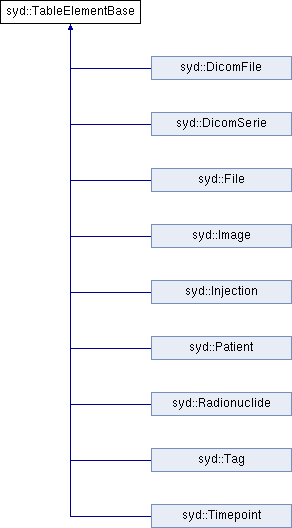 syd::TableElementBase
syd::DicomFile
syd::DicomSerie
syd::File
syd::Image
syd::Injection
syd::Patient
syd::Radionuclide
syd::Tag
syd::Timepoint